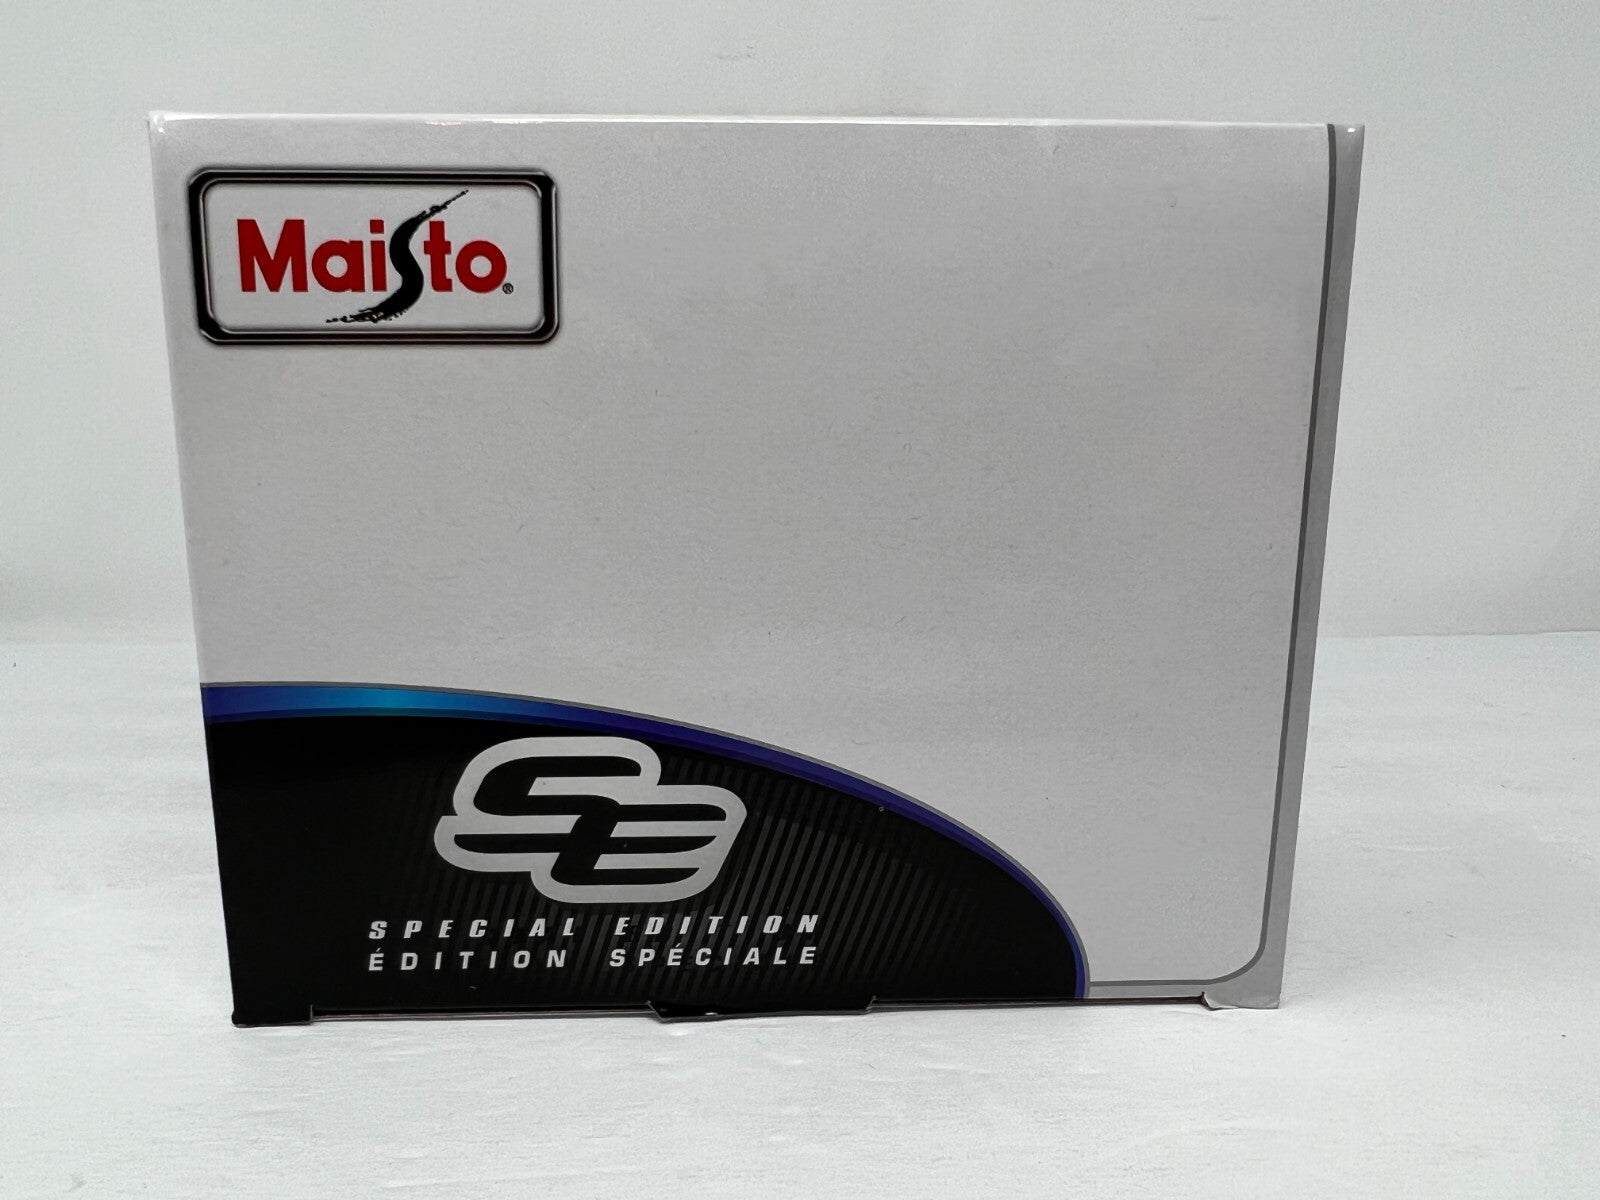 Maisto®
SE
SPECIAL EDITION
ÉDITION SPÉCIALE